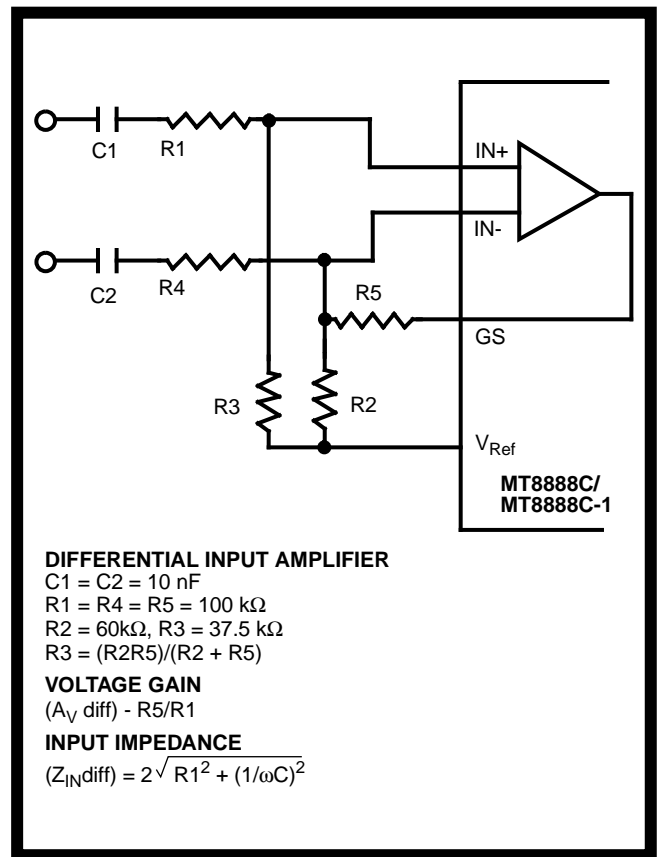 C1
R1
IN+
IN-
C2
R4
R5
GS
R3
R2
VRef
MT8888C/
MT8888C-1
DIFFERENTIAL INPUT AMPLIFIER
C1 = C2 = 10 nF
R1 = R4 = R5 = 100 kΩ
R2 = 60kΩ, R3 = 37.5 kΩ
R3 = (R2R5)/(R2 + R5)
VOLTAGE GAIN
(AV diff) - R5/R1
INPUT IMPEDANCE
(ZINdiff) = 2√ R1² + (1/ωC)²